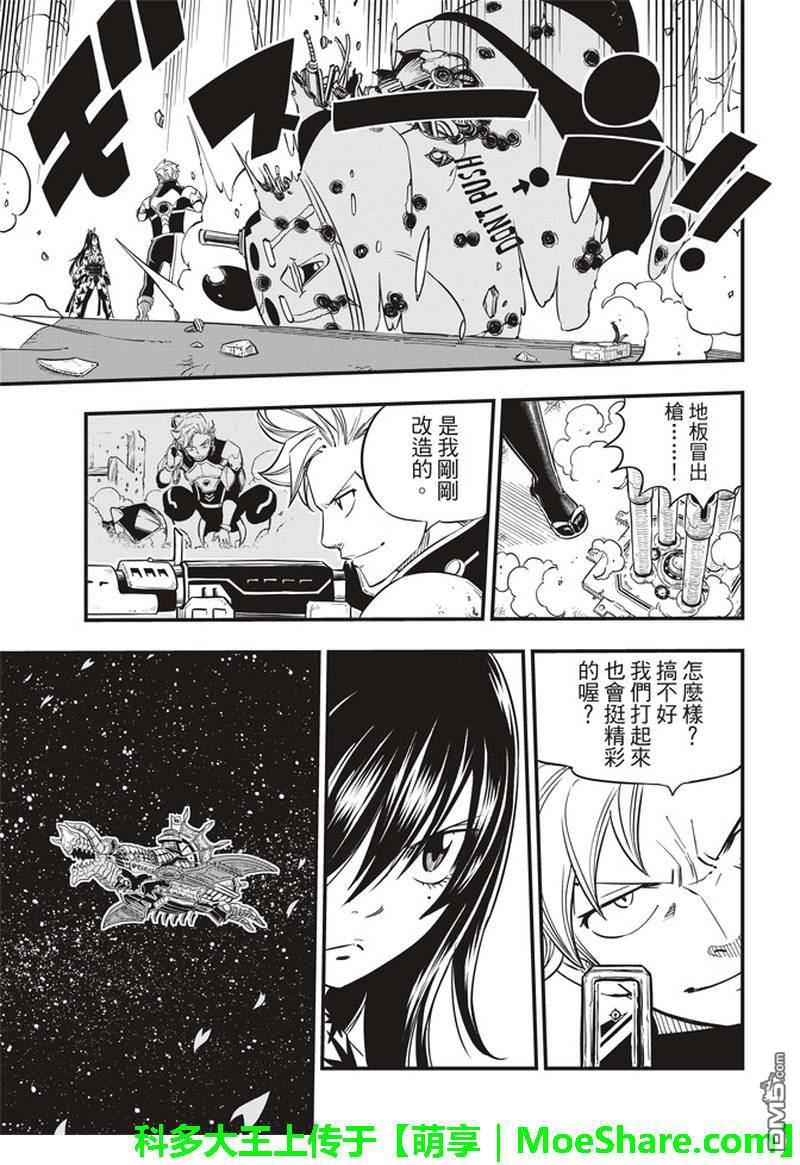 ギヌーン!!
DON'T PUSH
地板冒出
槍……!
是我剛剛
改造的。
怎麼樣?
搞不好
我們打起來
也會挺精彩
的喔?
DM5.com
科多大王上传于【萌享 | MoeShare.com】